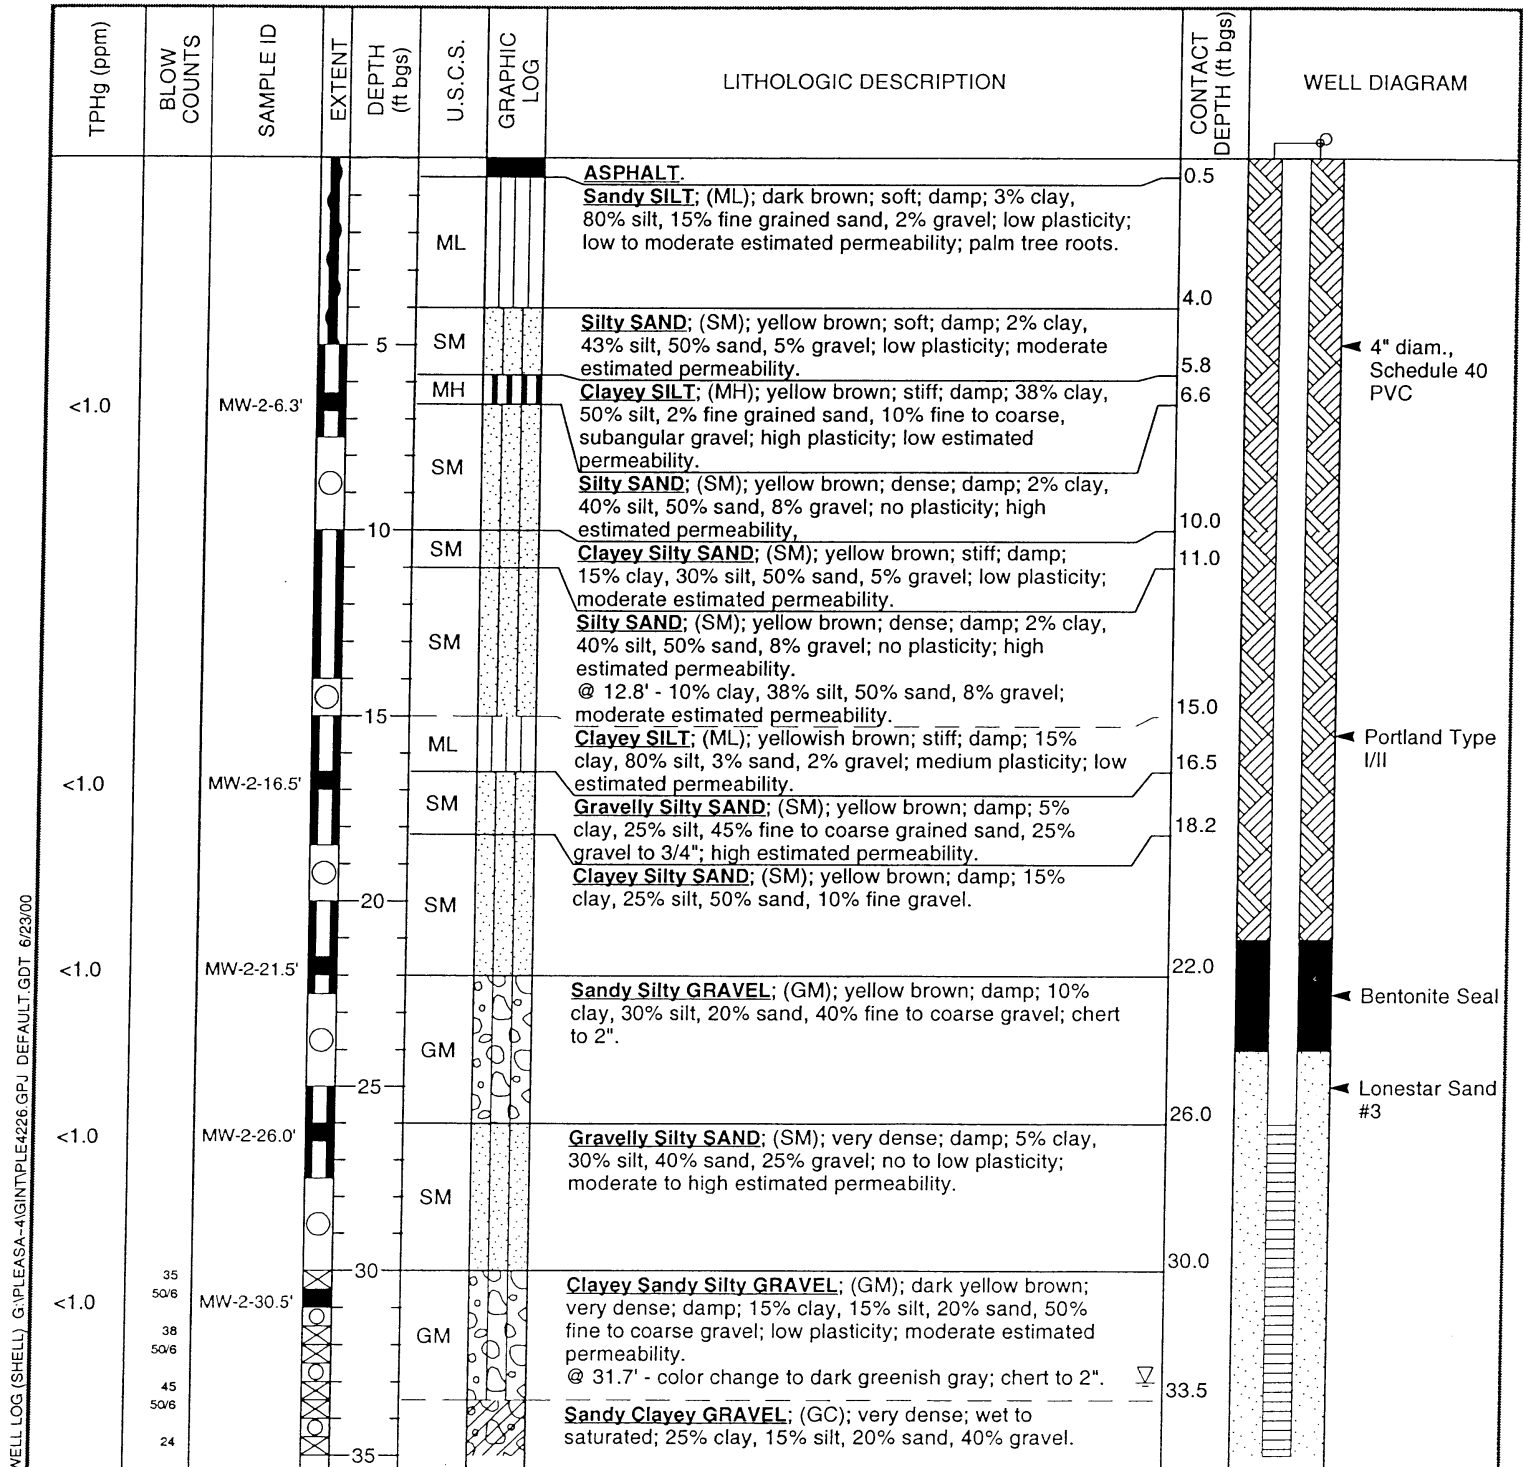 TPHg (ppm)
BLOW COUNTS
SAMPLE ID
EXTENT
DEPTH (ft bgs)
U.S.C.S.
GRAPHIC LOG
LITHOLOGIC DESCRIPTION
CONTACT DEPTH (ft bgs)
WELL DIAGRAM
ASPHALT.
0.5
Sandy SILT; (ML); dark brown; soft; damp; 3% clay,
80% silt, 15% fine grained sand, 2% gravel; low plasticity;
low to moderate estimated permeability; palm tree roots.
ML
4.0
Silty SAND; (SM); yellow brown; soft; damp; 2% clay,
43% silt, 50% sand, 5% gravel; low plasticity; moderate
estimated permeability.
5
SM
5.8
4" diam.,
Schedule 40
PVC
Clayey SILT; (MH); yellow brown; stiff; damp; 38% clay,
50% silt, 2% fine grained sand, 10% fine to coarse,
subangular gravel; high plasticity; low estimated
permeability.
MH
6.6
<1.0
MW-2-6.3'
SM
Silty SAND; (SM); yellow brown; dense; damp; 2% clay,
40% silt, 50% sand, 8% gravel; no plasticity; high
estimated permeability,
10
10.0
SM
Clayey Silty SAND; (SM); yellow brown; stiff; damp;
15% clay, 30% silt, 50% sand, 5% gravel; low plasticity;
moderate estimated permeability.
11.0
SM
Silty SAND; (SM); yellow brown; dense; damp; 2% clay,
40% silt, 50% sand, 8% gravel; no plasticity; high
estimated permeability.
@ 12.8' - 10% clay, 38% silt, 50% sand, 8% gravel;
moderate estimated permeability.
15
15.0
ML
Clayey SILT; (ML); yellowish brown; stiff; damp; 15%
clay, 80% silt, 3% sand, 2% gravel; medium plasticity; low
estimated permeability.
16.5
Portland Type
I/II
<1.0
MW-2-16.5'
SM
Gravelly Silty SAND; (SM); yellow brown; damp; 5%
clay, 25% silt, 45% fine to coarse grained sand, 25%
gravel to 3/4"; high estimated permeability.
18.2
Clayey Silty SAND; (SM); yellow brown; damp; 15%
clay, 25% silt, 50% sand, 10% fine gravel.
20
SM
<1.0
MW-2-21.5'
22.0
Sandy Silty GRAVEL; (GM); yellow brown; damp; 10%
clay, 30% silt, 20% sand, 40% fine to coarse gravel; chert
to 2".
Bentonite Seal
GM
25
Lonestar Sand
#3
26.0
<1.0
MW-2-26.0'
Gravelly Silty SAND; (SM); very dense; damp; 5% clay,
30% silt, 40% sand, 25% gravel; no to low plasticity;
moderate to high estimated permeability.
SM
30
30.0
35
50/6
<1.0
MW-2-30.5'
38
50/6
45
50/6
24
GM
Clayey Sandy Silty GRAVEL; (GM); dark yellow brown;
very dense; damp; 15% clay, 15% silt, 20% sand, 50%
fine to coarse gravel; low plasticity; moderate estimated
permeability.
@ 31.7' - color change to dark greenish gray; chert to 2".
33.5
Sandy Clayey GRAVEL; (GC); very dense; wet to
saturated; 25% clay, 15% silt, 20% sand, 40% gravel.
35
WELL LOG (SHELL) G:\PLEASA~4\GINT\PLE4226.GPJ DEFAULT.GDT 6/23/00